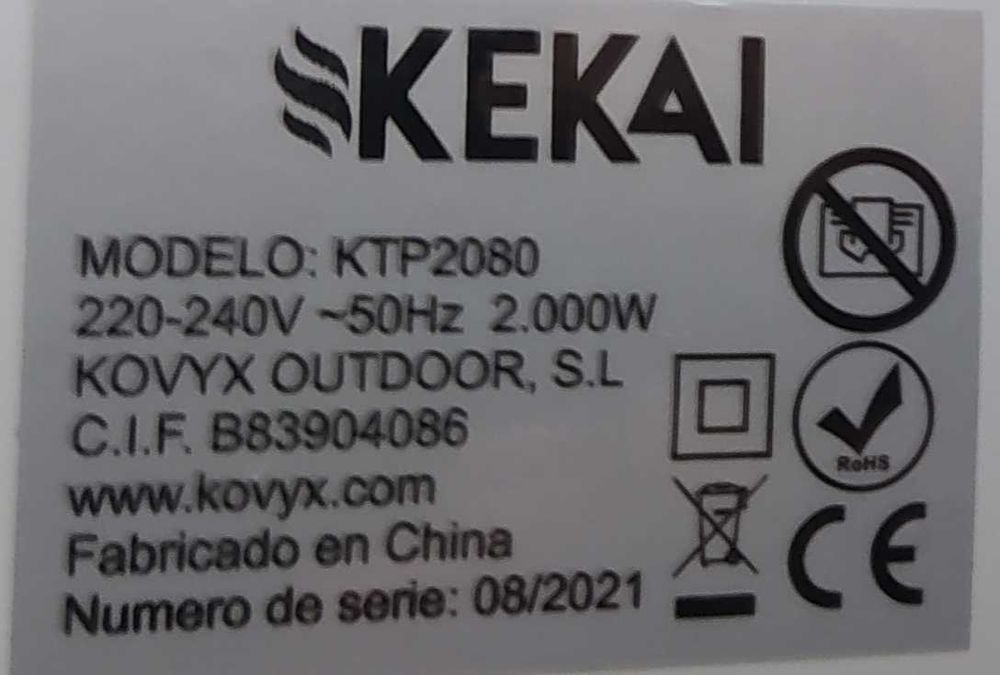 KEKAI
MODELO: KTP2080
220-240V ~50Hz 2.000W
KOVYX OUTDOOR, S.L
C.I.F. B83904086
www.kovyx.com
Fabricado en China
Numero de serie: 08/2021
RoHS
CE